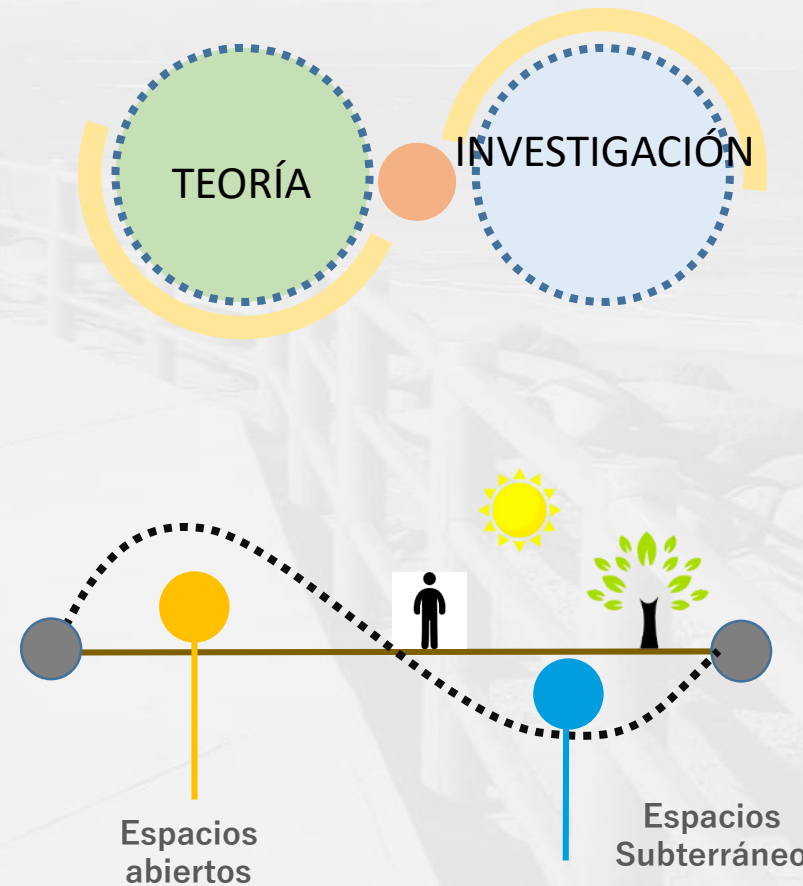 TEORÍA
INVESTIGACIÓN
Espacios
abiertos
Espacios
Subterráneo